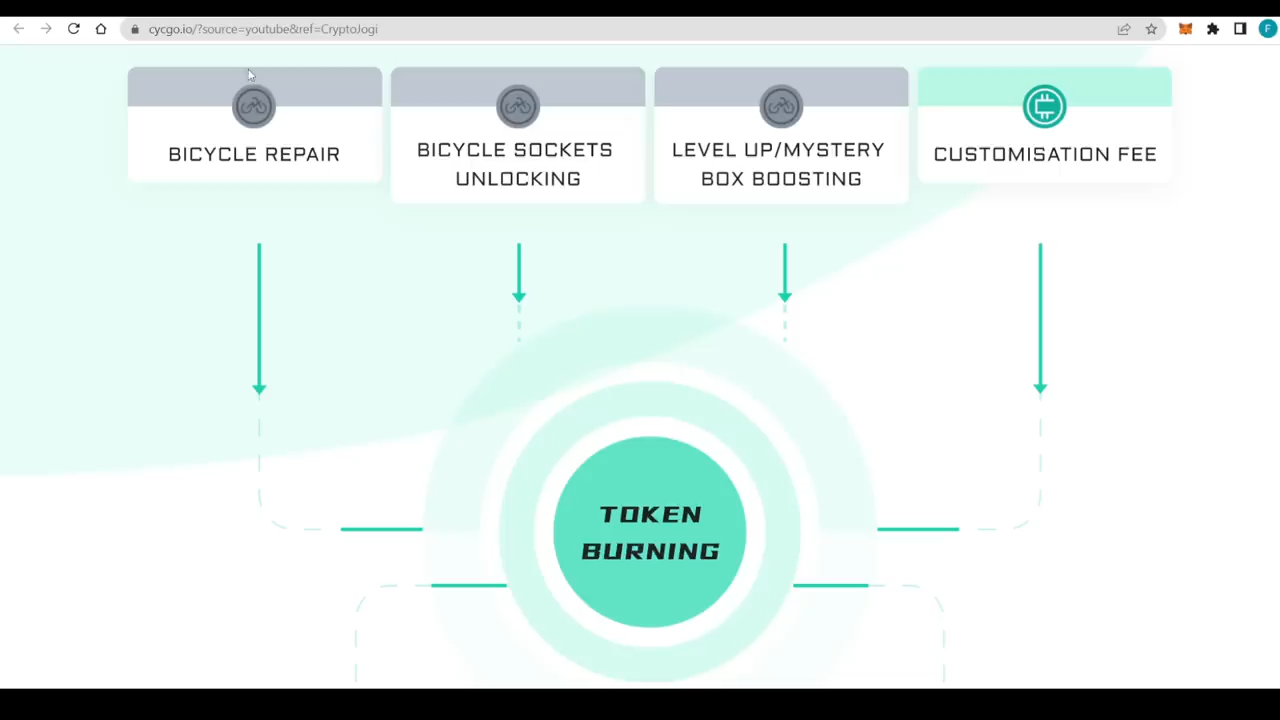 cycgo.io/?source=youtube&ref=CryptoJogi
F
BICYCLE REPAIR
BICYCLE SOCKETS
UNLOCKING
LEVEL UP/MYSTERY
BOX BOOSTING
CUSTOMISATION FEE
TOKEN
BURNING